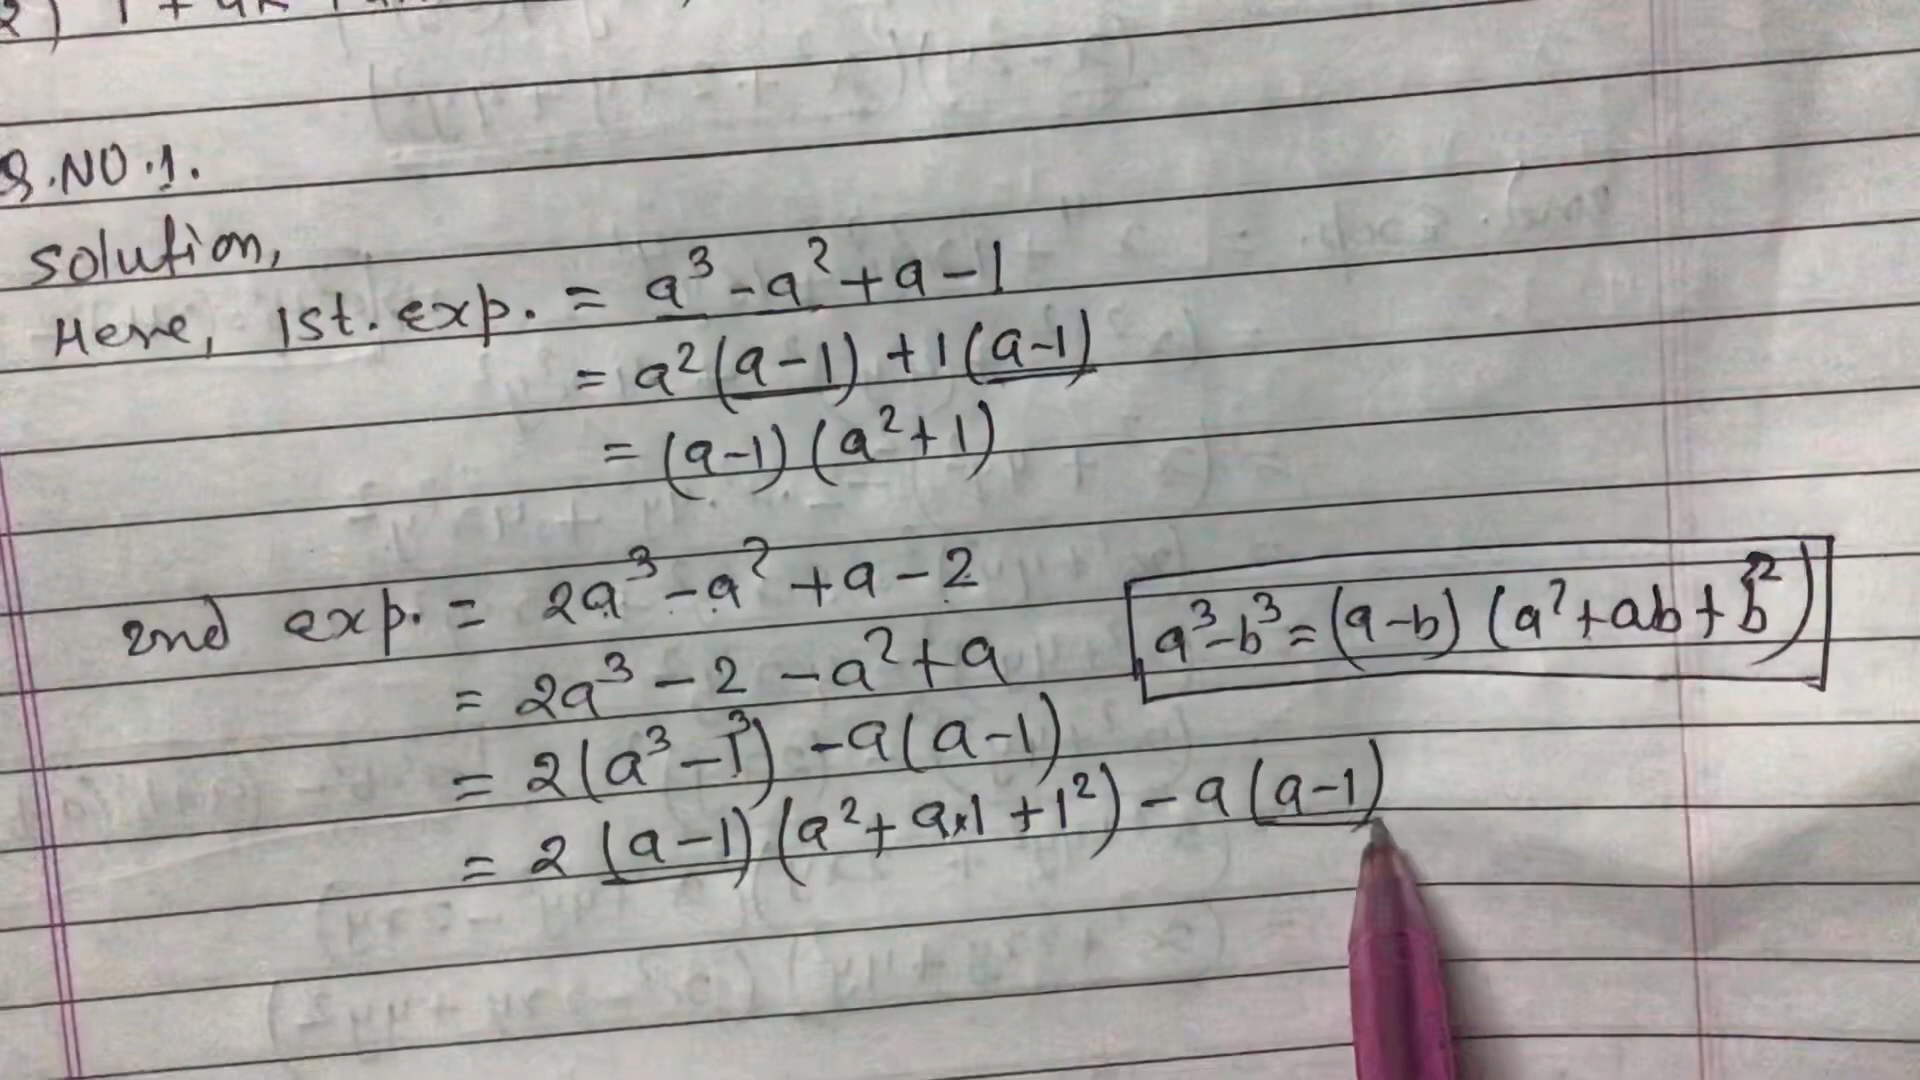 Q.NO.1.
Solution,
Here, 1st. exp. = a³ - a² + a - 1
= a² (a - 1) + 1 (a - 1)
= (a - 1) (a² + 1)
2nd exp. = 2a³ - a² + a - 2
= 2a³ - 2 - a² + a
a³ - b³ = (a - b) (a² + ab + b²)
= 2 (a³ - 1³) - a (a - 1)
= 2 (a - 1) (a² + a×1 + 1²) - a (a - 1)